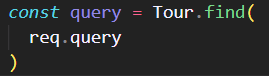 const query = Tour.find(
  req.query
)